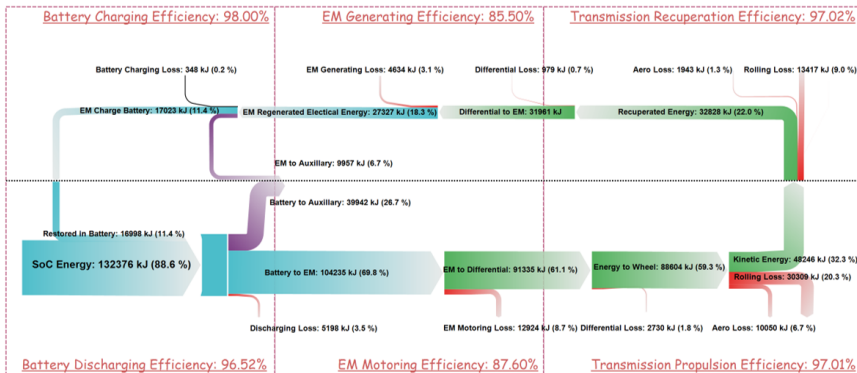 Battery Charging Efficiency: 98.00%
EM Generating Efficiency: 85.50%
Transmission Recuperation Efficiency: 97.02%
Battery Charging Loss: 348 kJ (0.2 %)
EM Generating Loss: 4634 kJ (3.1 %)
Differential Loss: 979 kJ (0.7 %)
Aero Loss: 1943 kJ (1.3 %)
Rolling Loss: 13417 kJ (9.0 %)
EM Charge Battery: 17023 kJ (11.4 %)
EM Regenerated Electical Energy: 27327 kJ (18.3 %)
Differential to EM: 31961 kJ
Recuperated Energy: 32828 kJ (22.0 %)
EM to Auxillary: 9957 kJ (6.7 %)
Battery to Auxillary: 39942 kJ (26.7 %)
Restored in Battery: 16998 kJ (11.4 %)
SoC Energy: 132376 kJ (88.6 %)
Battery to EM: 104235 kJ (69.8 %)
EM to Differential: 91335 kJ (61.1 %)
Energy to Wheel: 88604 kJ (59.3 %)
Kinetic Energy: 48246 kJ (32.3 %)
Rolling Loss: 30309 kJ (20.3 %)
Discharging Loss: 5198 kJ (3.5 %)
EM Motoring Loss: 12924 kJ (8.7 %)
Differential Loss: 2730 kJ (1.8 %)
Aero Loss: 10050 kJ (6.7 %)
Battery Discharging Efficiency: 96.52%
EM Motoring Efficiency: 87.60%
Transmission Propulsion Efficiency: 97.01%